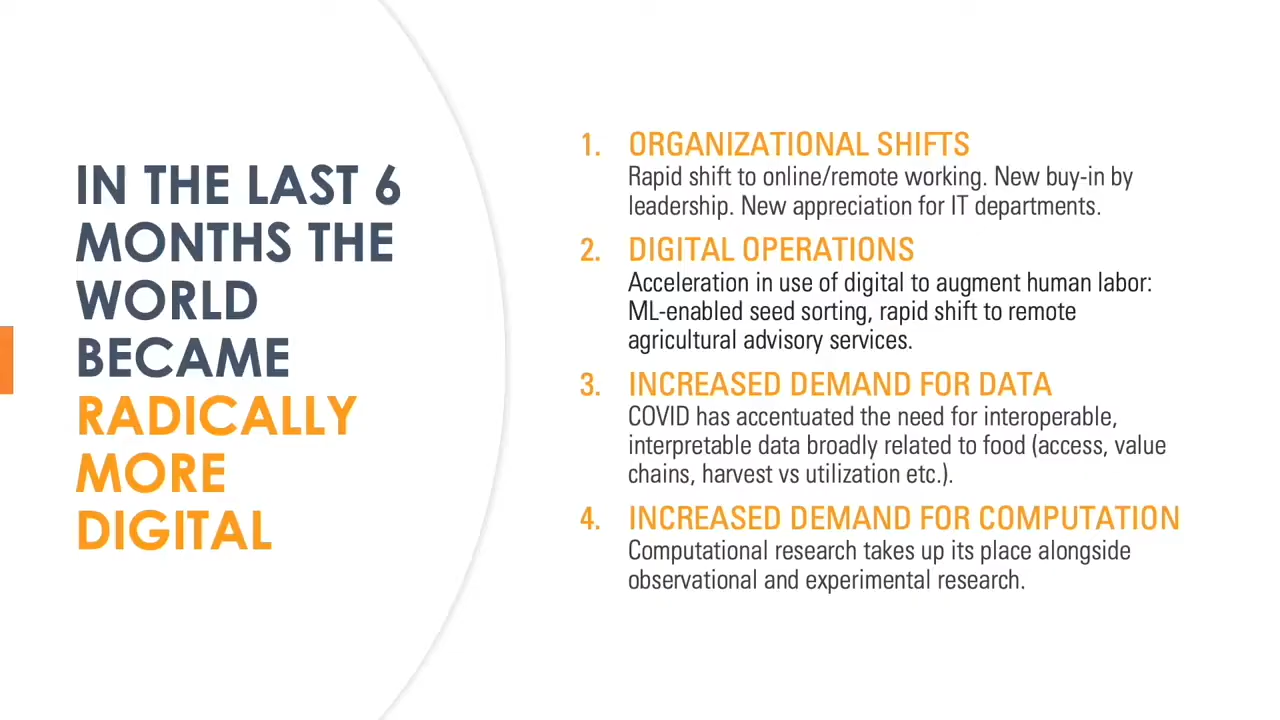 IN THE LAST 6
MONTHS THE
WORLD
BECAME
RADICALLY
MORE
DIGITAL
1. ORGANIZATIONAL SHIFTS
Rapid shift to online/remote working. New buy-in by
leadership. New appreciation for IT departments.
2. DIGITAL OPERATIONS
Acceleration in use of digital to augment human labor:
ML-enabled seed sorting, rapid shift to remote
agricultural advisory services.
3. INCREASED DEMAND FOR DATA
COVID has accentuated the need for interoperable,
interpretable data broadly related to food (access, value
chains, harvest vs utilization etc.).
4. INCREASED DEMAND FOR COMPUTATION
Computational research takes up its place alongside
observational and experimental research.